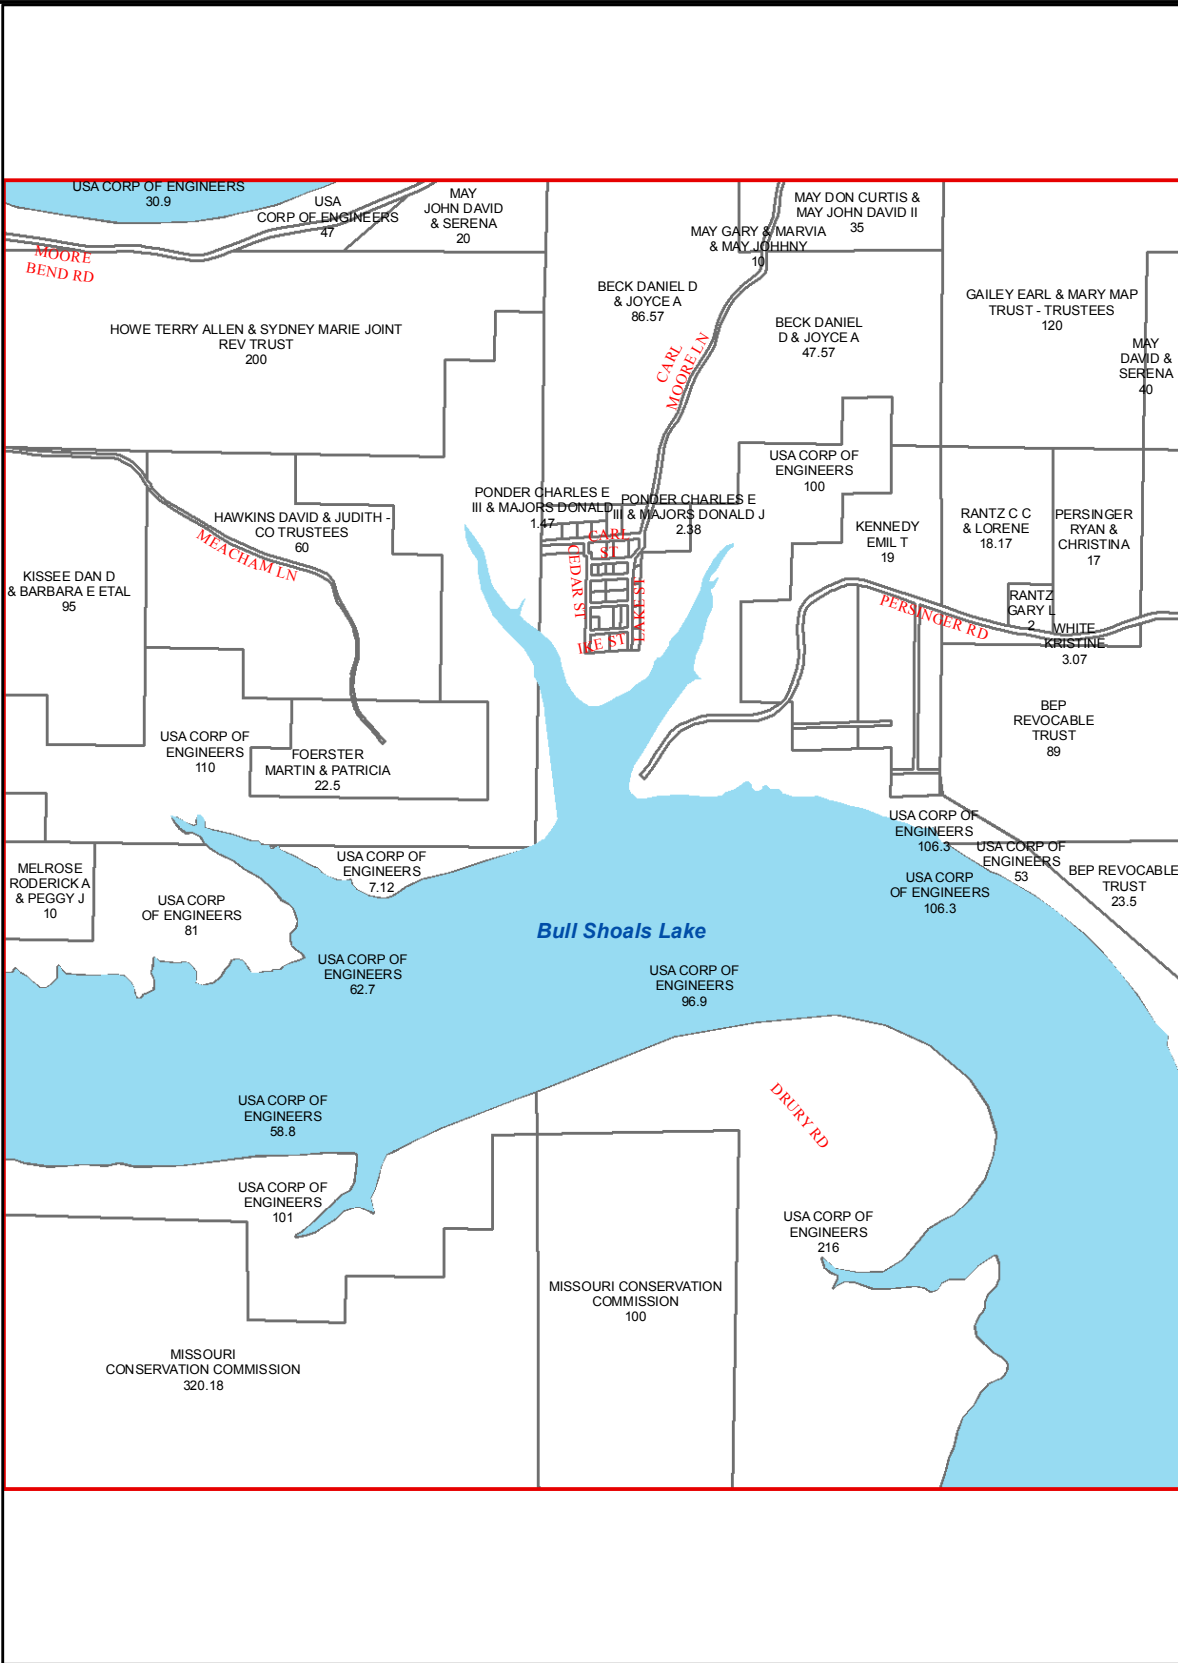 USA CORP OF ENGINEERS
30.9
USA
CORP OF ENGINEERS
47
MAY
JOHN DAVID
& SERENA
20
MAY DON CURTIS &
MAY JOHN DAVID II
35
MAY GARY & MARVIA
& MAY JOHHNY
10
MOORE
BEND RD
BECK DANIEL D
& JOYCE A
86.57
GAILEY EARL & MARY MAP
TRUST - TRUSTEES
120
HOWE TERRY ALLEN & SYDNEY MARIE JOINT
REV TRUST
200
BECK DANIEL
D & JOYCE A
47.57
CARL
MOORE LN
MAY
DAVID &
SERENA
40
USA CORP OF
ENGINEERS
100
PONDER CHARLES E
III & MAJORS DONALD
1.47
PONDER CHARLES E
III & MAJORS DONALD J
2.38
HAWKINS DAVID & JUDITH -
CO TRUSTEES
60
MEACHAM LN
CARL
ST
CEDAR ST
LAKE ST
IKE ST
KENNEDY
EMIL T
19
RANTZ C C
& LORENE
18.17
PERSINGER
RYAN &
CHRISTINA
17
KISSEE DAN D
& BARBARA E ETAL
95
RANTZ
GARY L
2
PERSINGER RD
WHITE
KRISTINE
3.07
BEP
REVOCABLE
TRUST
89
USA CORP OF
ENGINEERS
110
FOERSTER
MARTIN & PATRICIA
22.5
USA CORP OF
ENGINEERS
106.3
USA CORP OF
ENGINEERS
53
USA CORP OF
ENGINEERS
7.12
MELROSE
RODERICK A
& PEGGY J
10
BEP REVOCABLE
TRUST
23.5
USA CORP
OF ENGINEERS
106.3
USA CORP
OF ENGINEERS
81
Bull Shoals Lake
USA CORP OF
ENGINEERS
62.7
USA CORP OF
ENGINEERS
96.9
USA CORP OF
ENGINEERS
58.8
DRURY RD
USA CORP OF
ENGINEERS
101
USA CORP OF
ENGINEERS
216
MISSOURI CONSERVATION
COMMISSION
100
MISSOURI
CONSERVATION COMMISSION
320.18